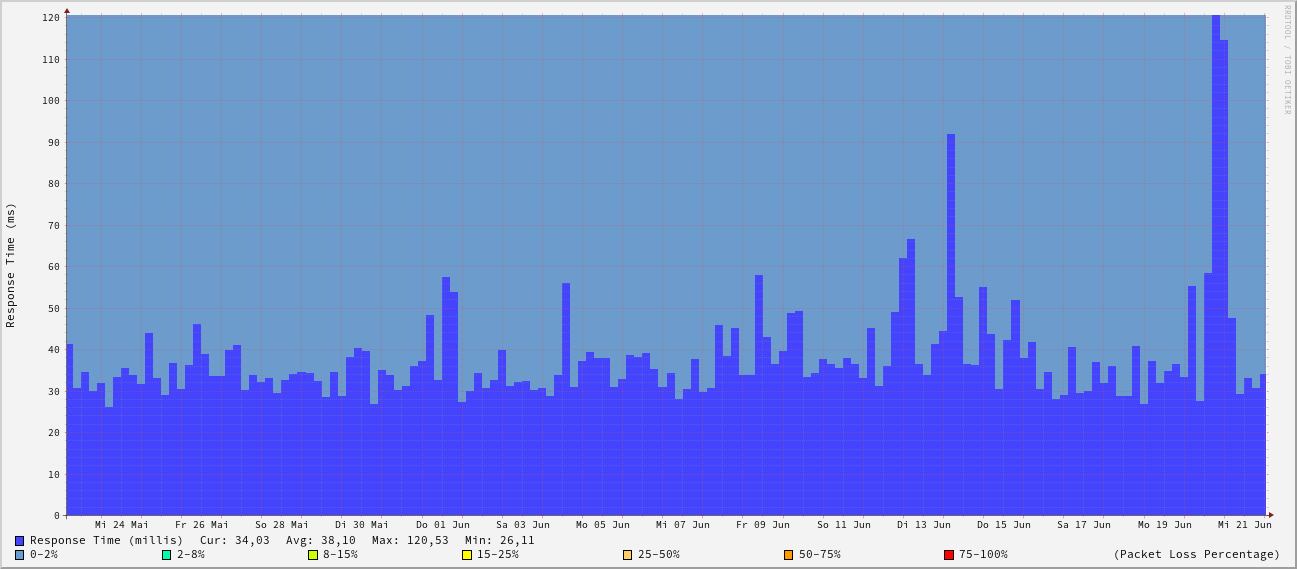 RRDTOOL / TOBI OETIKER
Response Time (ms)
120
110
100
90
80
70
60
50
40
30
20
10
0
Mi 24 Mai Fr 26 Mai So 28 Mai Di 30 Mai Do 01 Jun Sa 03 Jun Mo 05 Jun Mi 07 Jun Fr 09 Jun So 11 Jun Di 13 Jun Do 15 Jun Sa 17 Jun Mo 19 Jun Mi 21 Jun
Response Time (millis) Cur: 34,03 Avg: 38,10 Max: 120,53 Min: 26,11
0-2% 2-8% 8-15% 15-25% 25-50% 50-75% 75-100% (Packet Loss Percentage)